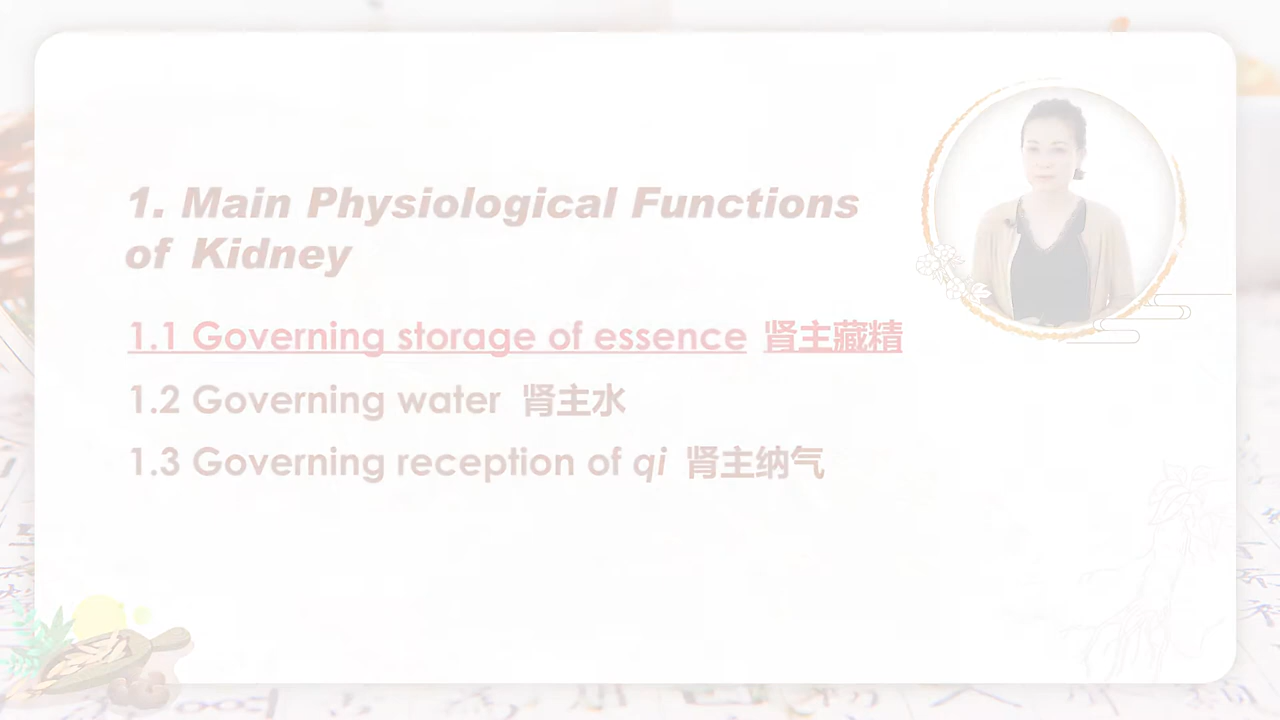 1. Main Physiological Functions
of Kidney
1.1 Governing storage of essence 肾主藏精
1.2 Governing water 肾主水
1.3 Governing reception of qi 肾主纳气